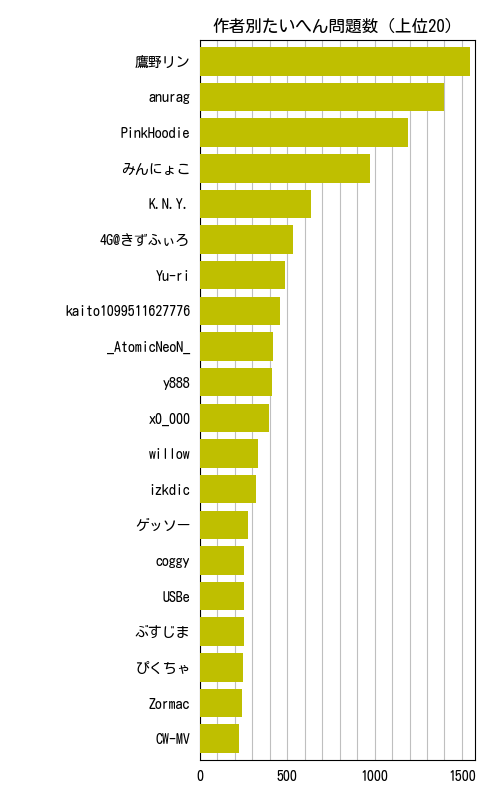 作者別たいへん問題数（上位20）
鷹野リン
anurag
PinkHoodie
みんにょこ
K.N.Y.
4G@きずふぃろ
Yu-ri
kaito1099511627776
_AtomicNeoN_
y888
x0_000
willow
izkdic
ゲッソー
coggy
USBe
ぶすじま
ぴくちゃ
Zormac
CW-MV
0 500 1000 1500